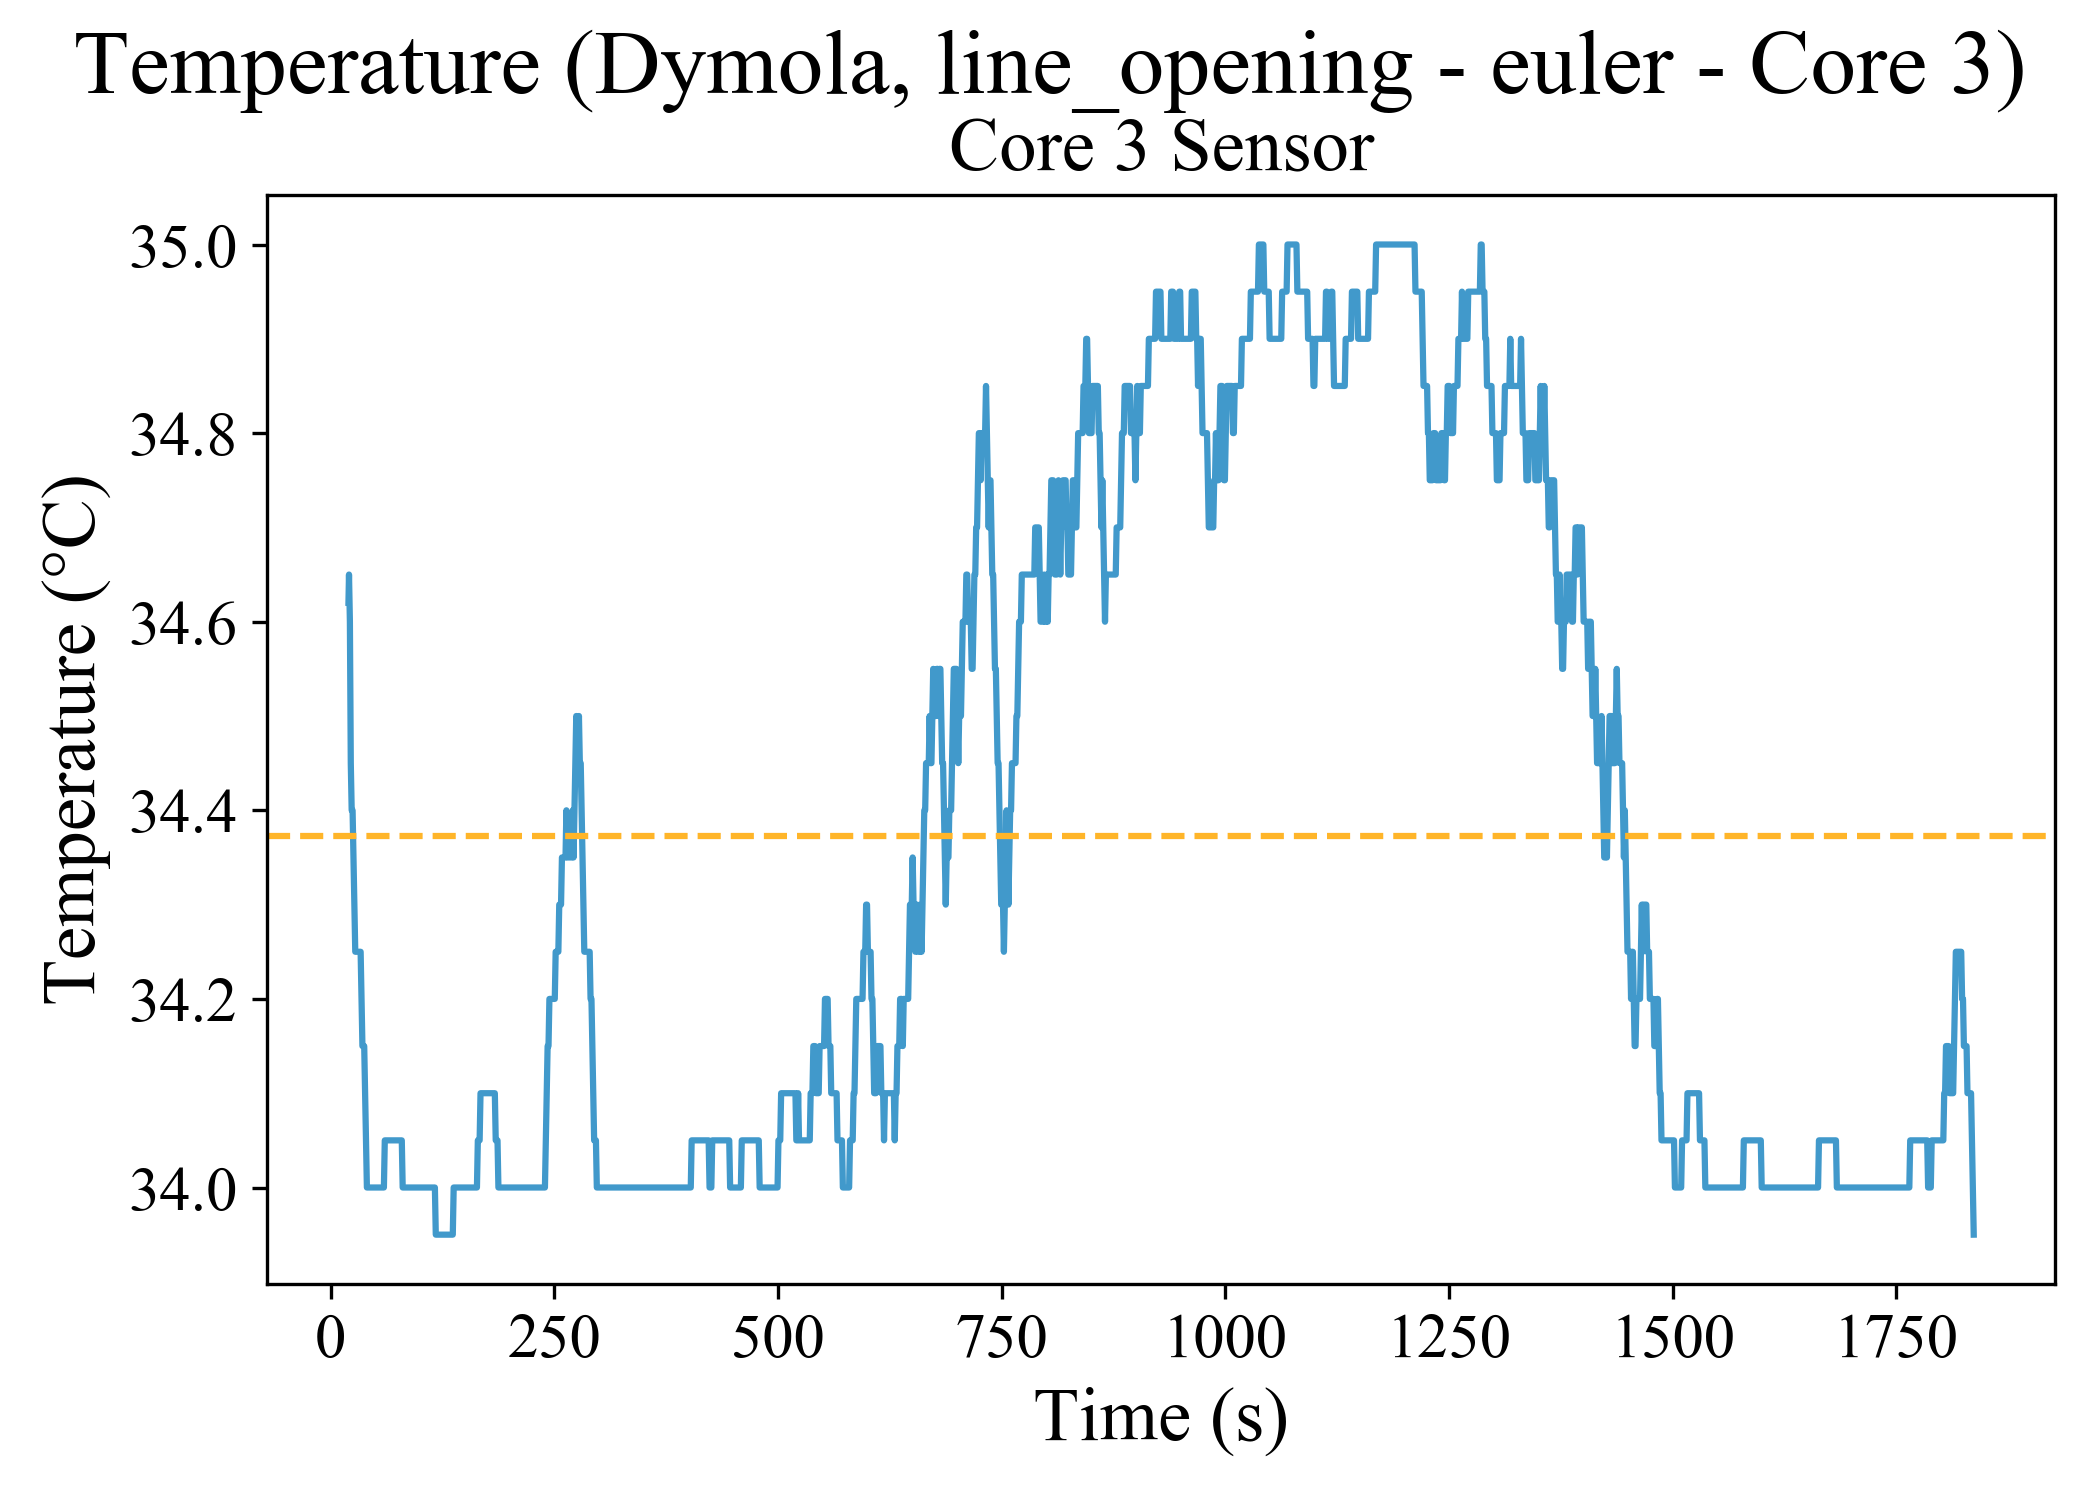 Temperature (Dymola, line_opening - euler - Core 3)
Core 3 Sensor
35.0
34.8
34.6
34.4
34.2
34.0
Temperature (°C)
0 250 500 750 1000 1250 1500 1750
Time (s)